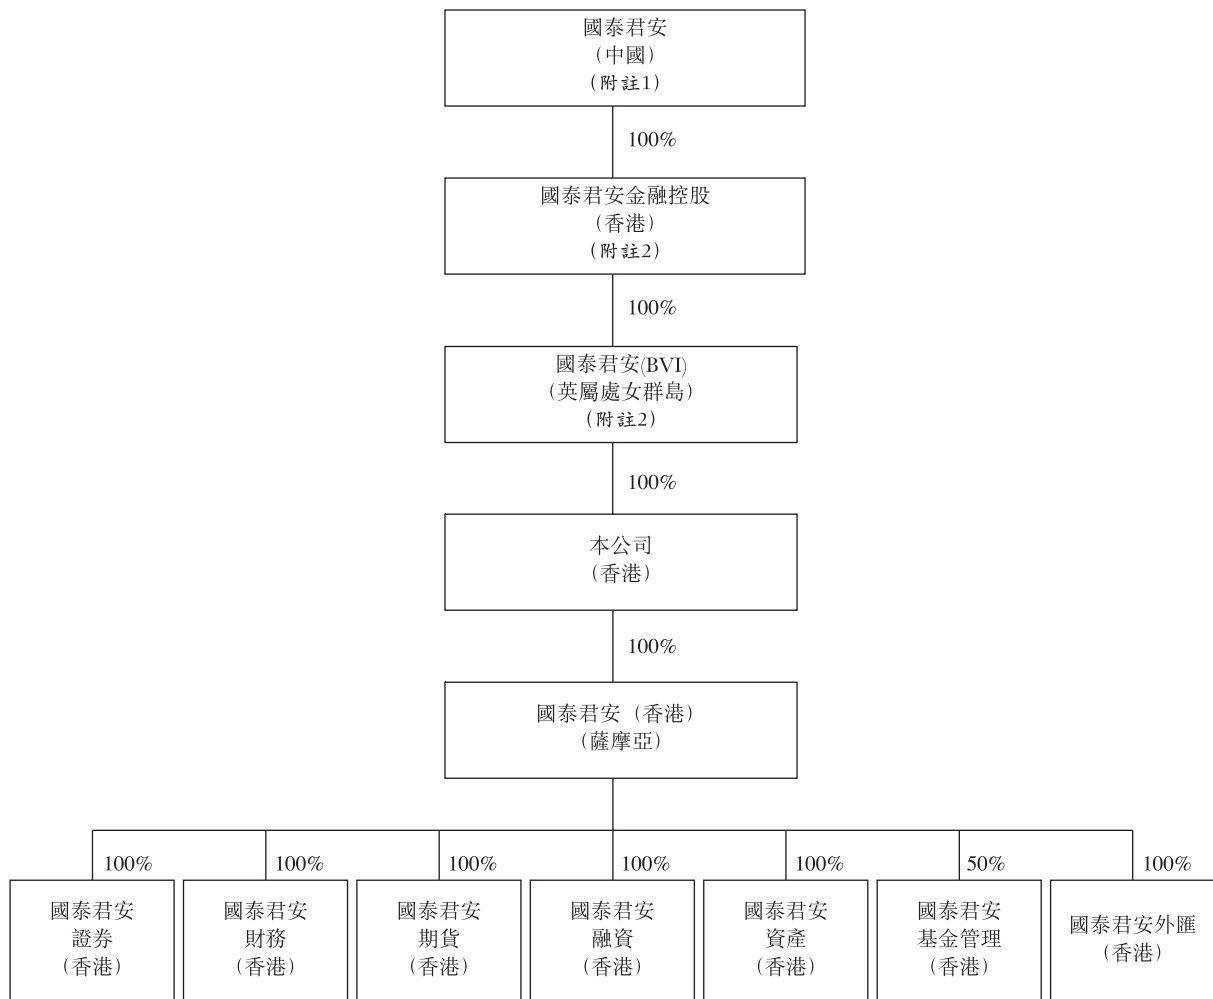 國泰君安
(中國)
(附註1)
100%
國泰君安金融控股
(香港)
(附註2)
100%
國泰君安(BVI)
(英屬處女群島)
(附註2)
100%
本公司
(香港)
100%
國泰君安（香港）
(薩摩亞)
100%
100%
100%
100%
100%
50%
100%
國泰君安
證券
(香港)
國泰君安
財務
(香港)
國泰君安
期貨
(香港)
國泰君安
融資
(香港)
國泰君安
資產
(香港)
國泰君安
基金管理
(香港)
國泰君安外匯
(香港)